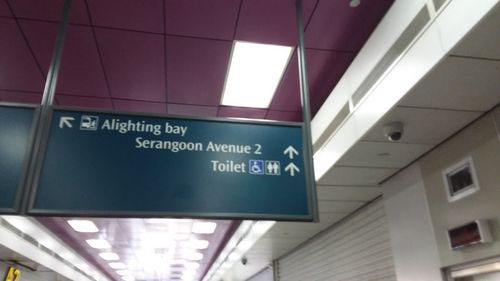 Alighting bay
Serangoon Avenue 2
Toilet